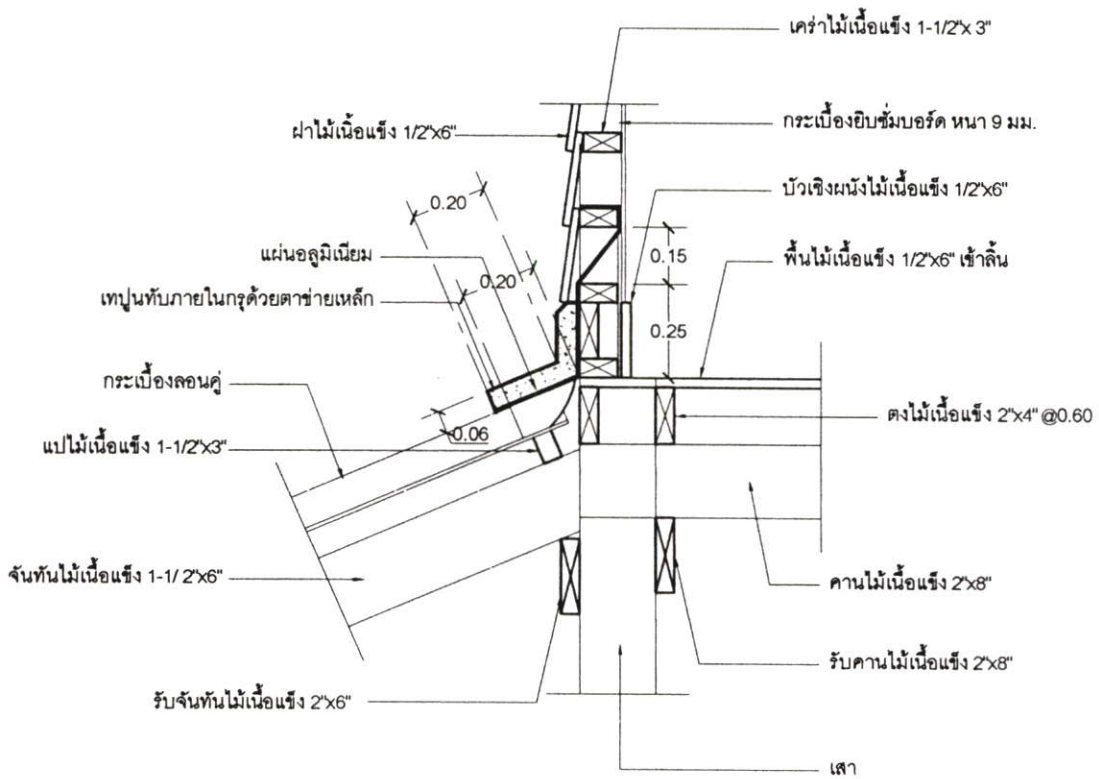 เคร่าไม้เนื้อแข็ง 1-1/2"x 3"
ฝาไม้เนื้อแข็ง 1/2"x6"
กระเบื้องยิบซั่มบอร์ด หนา 9 มม.
บัวเชิงผนังไม้เนื้อแข็ง 1/2"x6"
0.20
แผ่นอลูมิเนียม
0.15
พื้นไม้เนื้อแข็ง 1/2"x6" เข้าลิ้น
0.20
เทปูนทับภายในกรุด้วยตาข่ายเหล็ก
0.25
กระเบื้องลอนคู่
ตงไม้เนื้อแข็ง 2"x4" @0.60
0.06
แปไม้เนื้อแข็ง 1-1/2"x3"
จันทันไม้เนื้อแข็ง 1-1/ 2"x6"
คานไม้เนื้อแข็ง 2"x8"
รับคานไม้เนื้อแข็ง 2"x8"
รับจันทันไม้เนื้อแข็ง 2"x6"
เสา